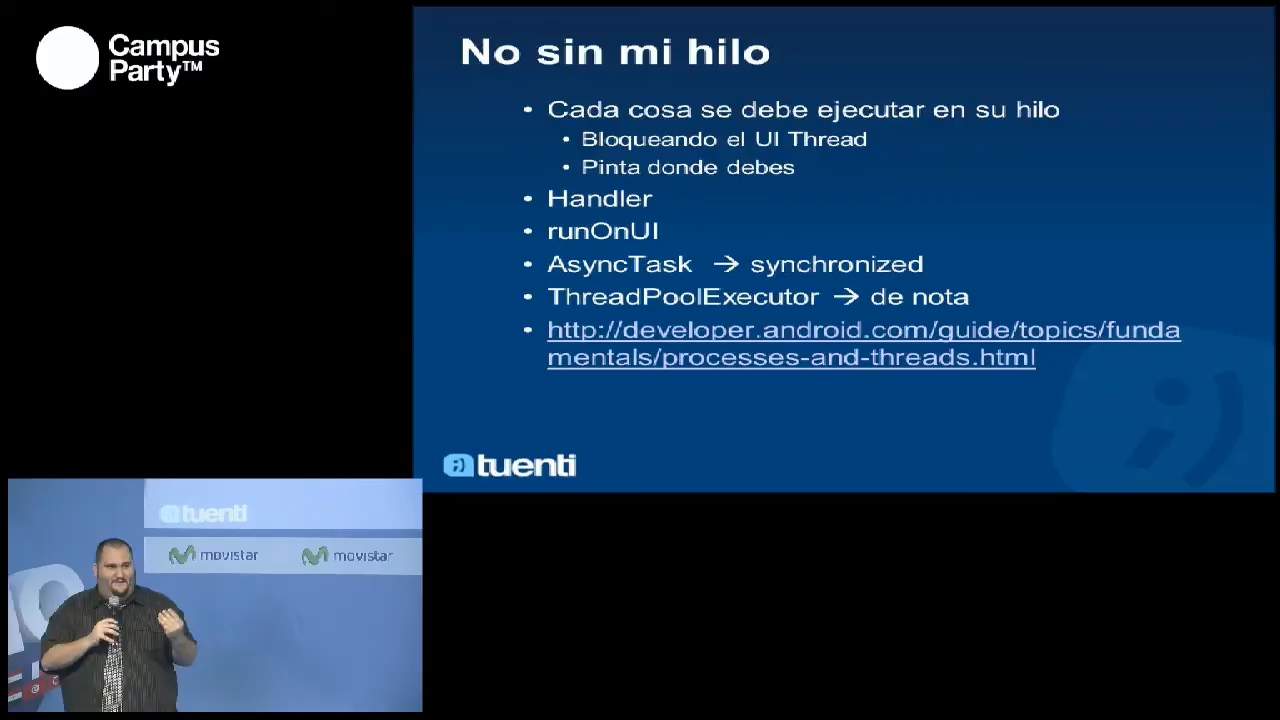 Campus
Party™
No sin mi hilo
• Cada cosa se debe ejecutar en su hilo
• Bloqueando el UI Thread
• Pinta donde debes
• Handler
• runOnUI
• AsyncTask → synchronized
• ThreadPoolExecutor → de nota
• http://developer.android.com/guide/topics/funda
mentals/processes-and-threads.html
tuenti
tuenti
movistar movistar